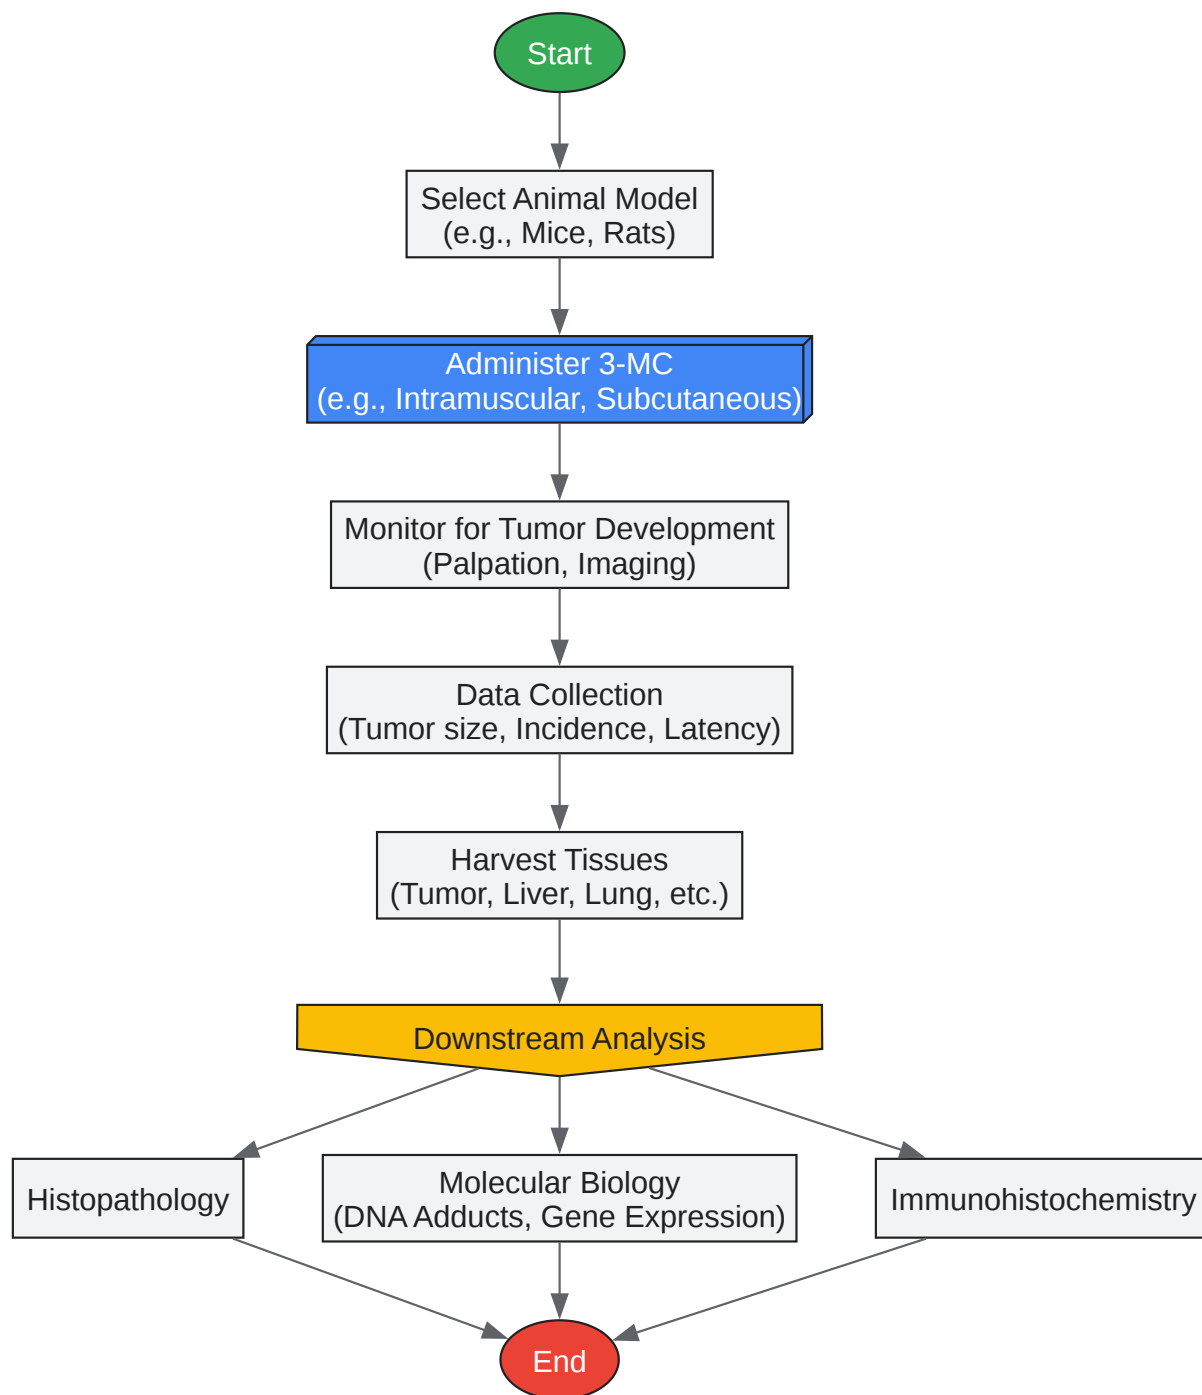 Start
Select Animal Model
(e.g., Mice, Rats)
Administer 3-MC
(e.g., Intramuscular, Subcutaneous)
Monitor for Tumor Development
(Palpation, Imaging)
Data Collection
(Tumor size, Incidence, Latency)
Harvest Tissues
(Tumor, Liver, Lung, etc.)
Downstream Analysis
Histopathology
Molecular Biology
(DNA Adducts, Gene Expression)
Immunohistochemistry
End